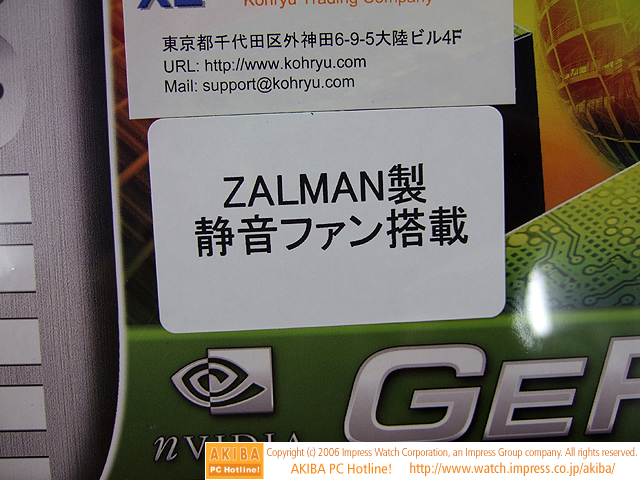 Kohryu Trading Company
東京都千代田区外神田6-9-5大陸ビル4F
URL: http://www.kohryu.com
Mail: support@kohryu.com
ZALMAN製
静音ファン搭載
nVIDIA
GEF
AKIBA
PC Hotline!
Copyright (c) 2006 Impress Watch Corporation, an Impress Group company. All rights reserved.
AKIBA PC Hotline! http://www.watch.impress.co.jp/akiba/